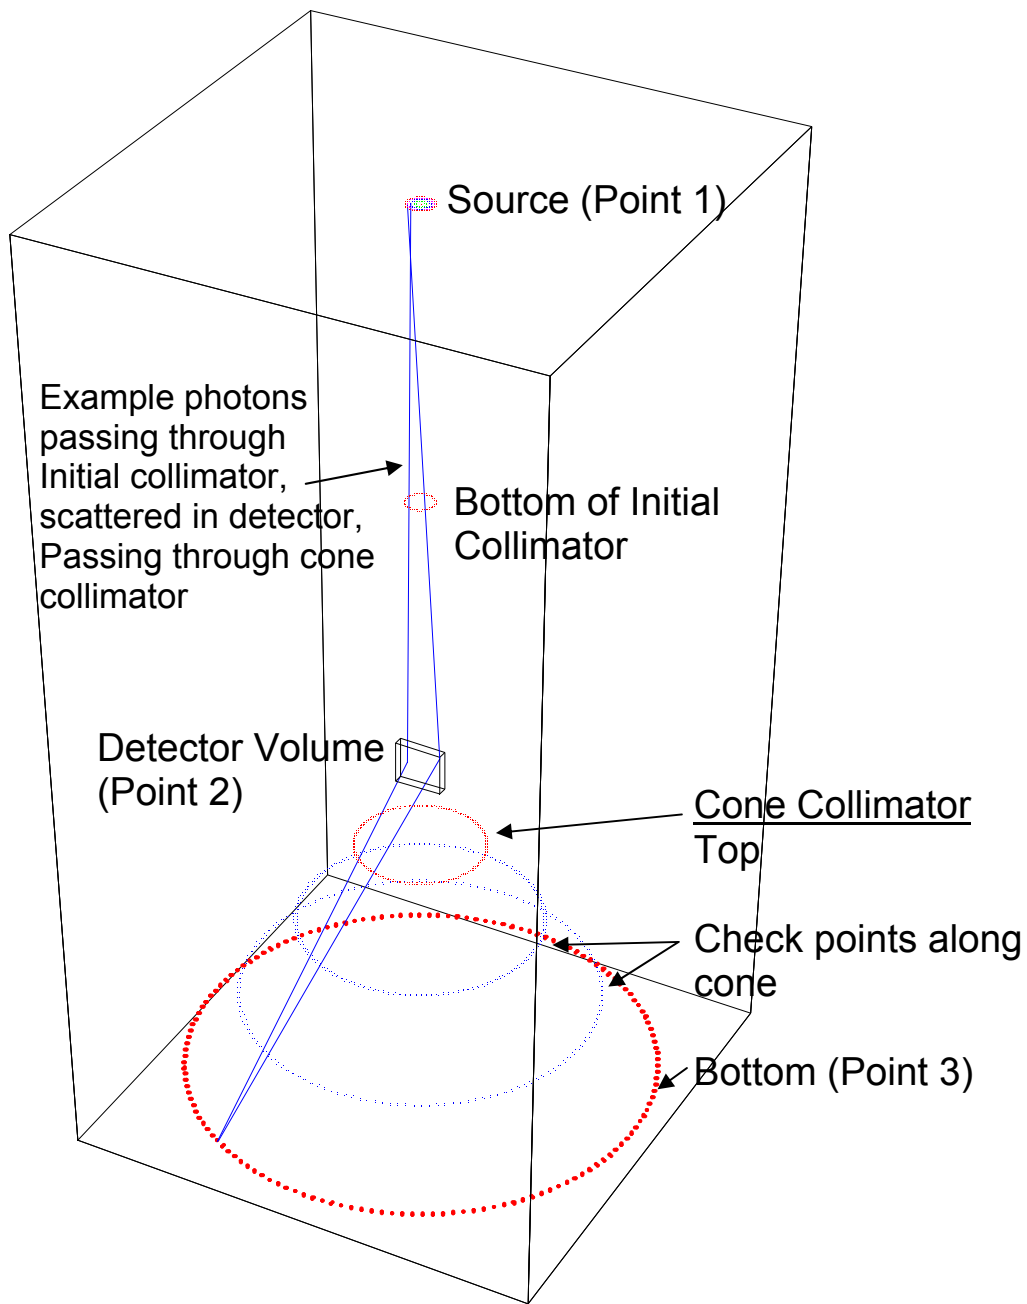 Source (Point 1)
Example photons
passing through
Initial collimator,
scattered in detector,
Passing through cone
collimator
Bottom of Initial
Collimator
Detector Volume
(Point 2)
Cone Collimator
Top
Check points along
cone
Bottom (Point 3)